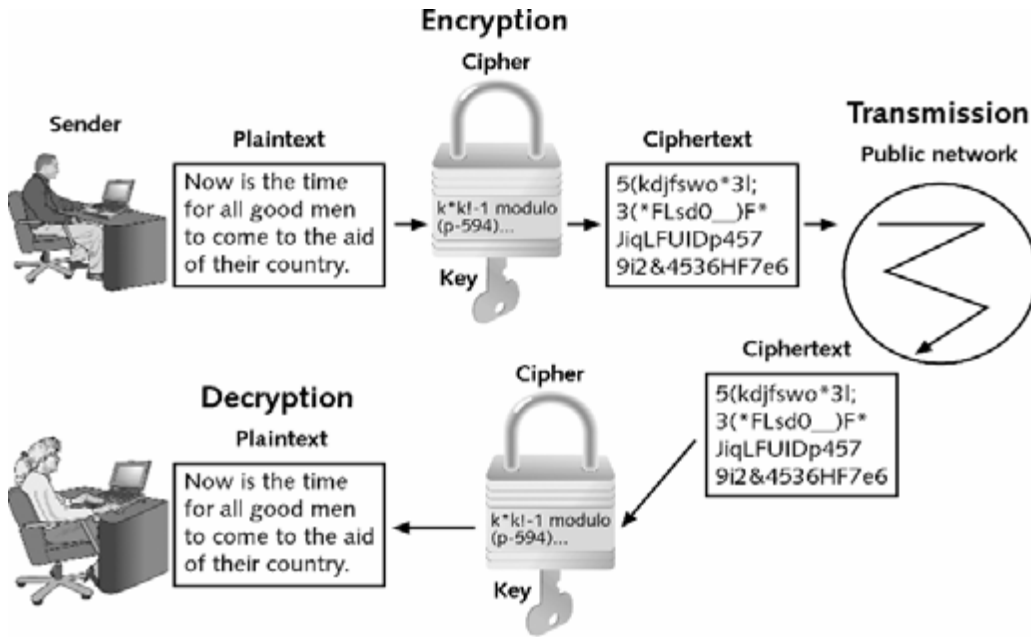 Encryption
Cipher
Sender
Plaintext
Now is the time
for all good men
to come to the aid
of their country.
k*k!-1 modulo
(p-594)...
Key
Ciphertext
5(kdjfswo*3l;
3(*FLsd0__)F*
JiqLFUIDp457
9i2&4536HF7e6
Transmission
Public network
Ciphertext
5(kdjfswo*3l;
3(*FLsd0__)F*
JiqLFUIDp457
9i2&4536HF7e6
Cipher
k*k!-1 modulo
(p-594)...
Key
Decryption
Plaintext
Now is the time
for all good men
to come to the aid
of their country.